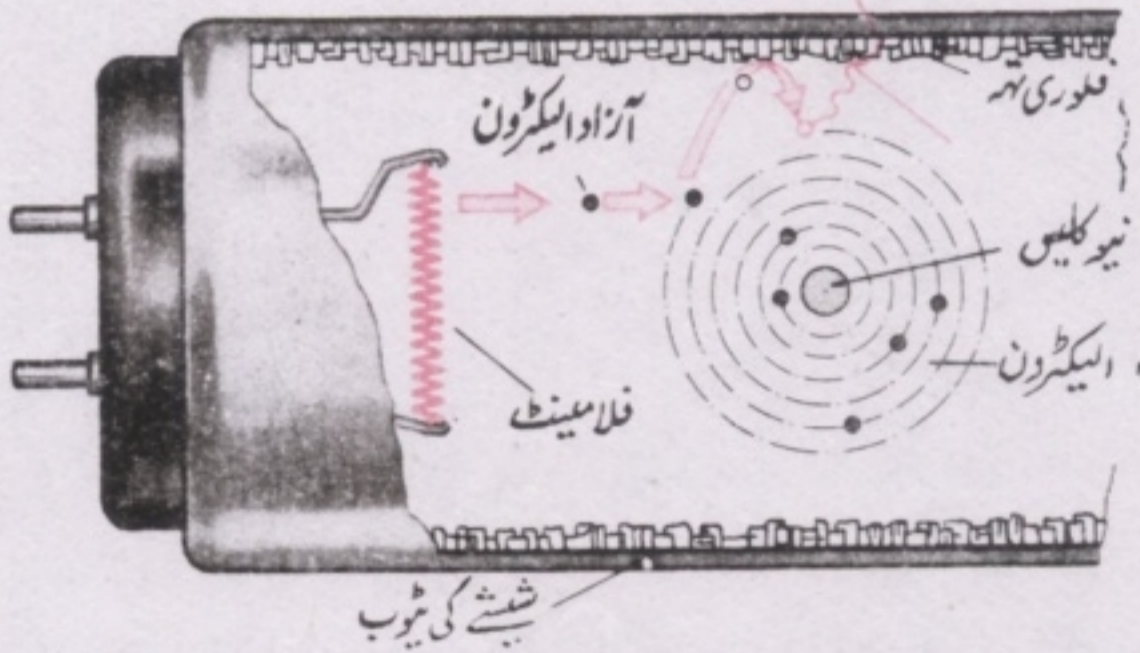 فلوری تہہ
آزاد الیکٹرون
نیوکلیس
الیکٹرون
فلامینٹ
شیشے کی ٹیوب